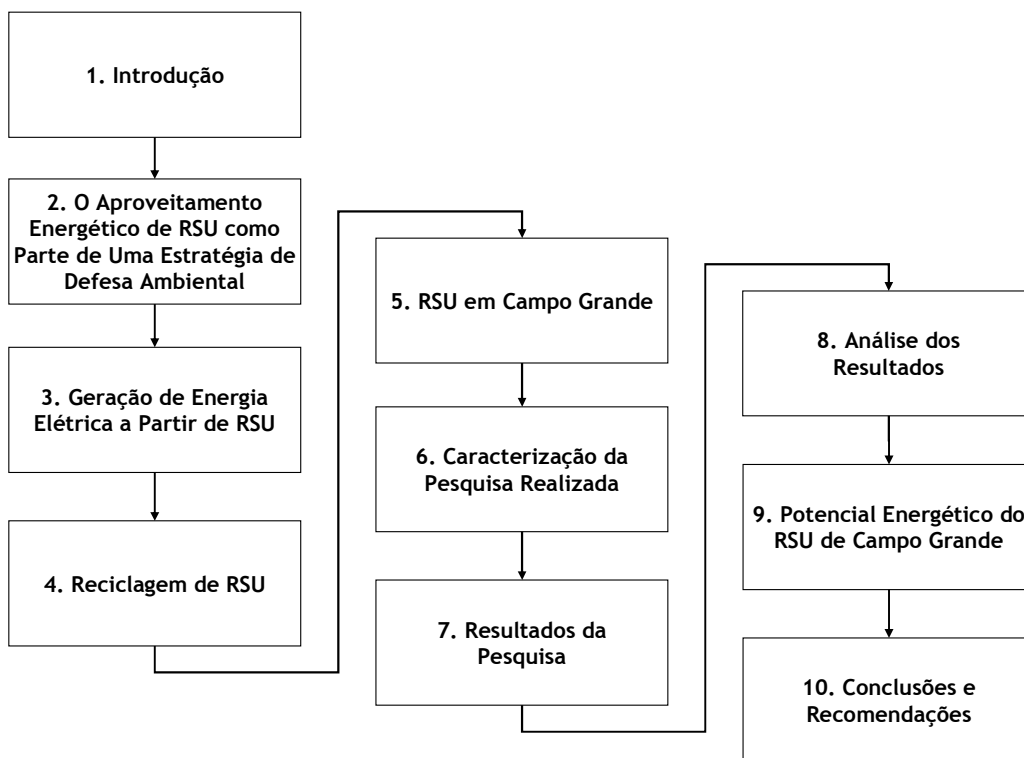 1. Introdução
2. O Aproveitamento
Energético de RSU como
Parte de Uma Estratégia de
Defesa Ambiental
3. Geração de Energia
Elétrica a Partir de RSU
4. Reciclagem de RSU
5. RSU em Campo Grande
6. Caracterização da
Pesquisa Realizada
7. Resultados da
Pesquisa
8. Análise dos
Resultados
9. Potencial Energético do
RSU de Campo Grande
10. Conclusões e
Recomendações